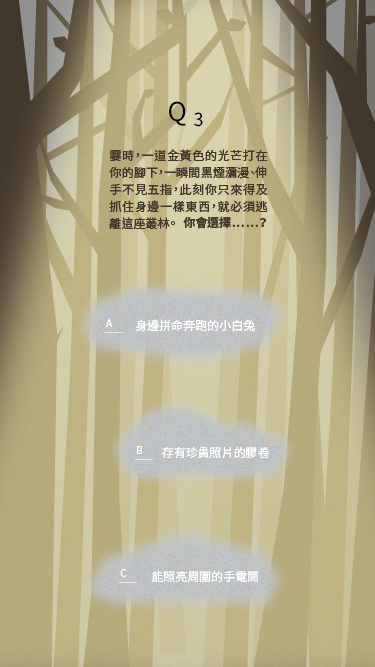 Q 3
霎時，一道金黃色的光芒打在
你的腳下，一瞬間黑煙瀰漫、伸
手不見五指，此刻你只來得及
抓住身邊一樣東西，就必須逃
離這座叢林。你會選擇......?
A 身邊拼命奔跑的小白兔
B 存有珍貴照片的膠卷
C 能照亮周圍的手電筒